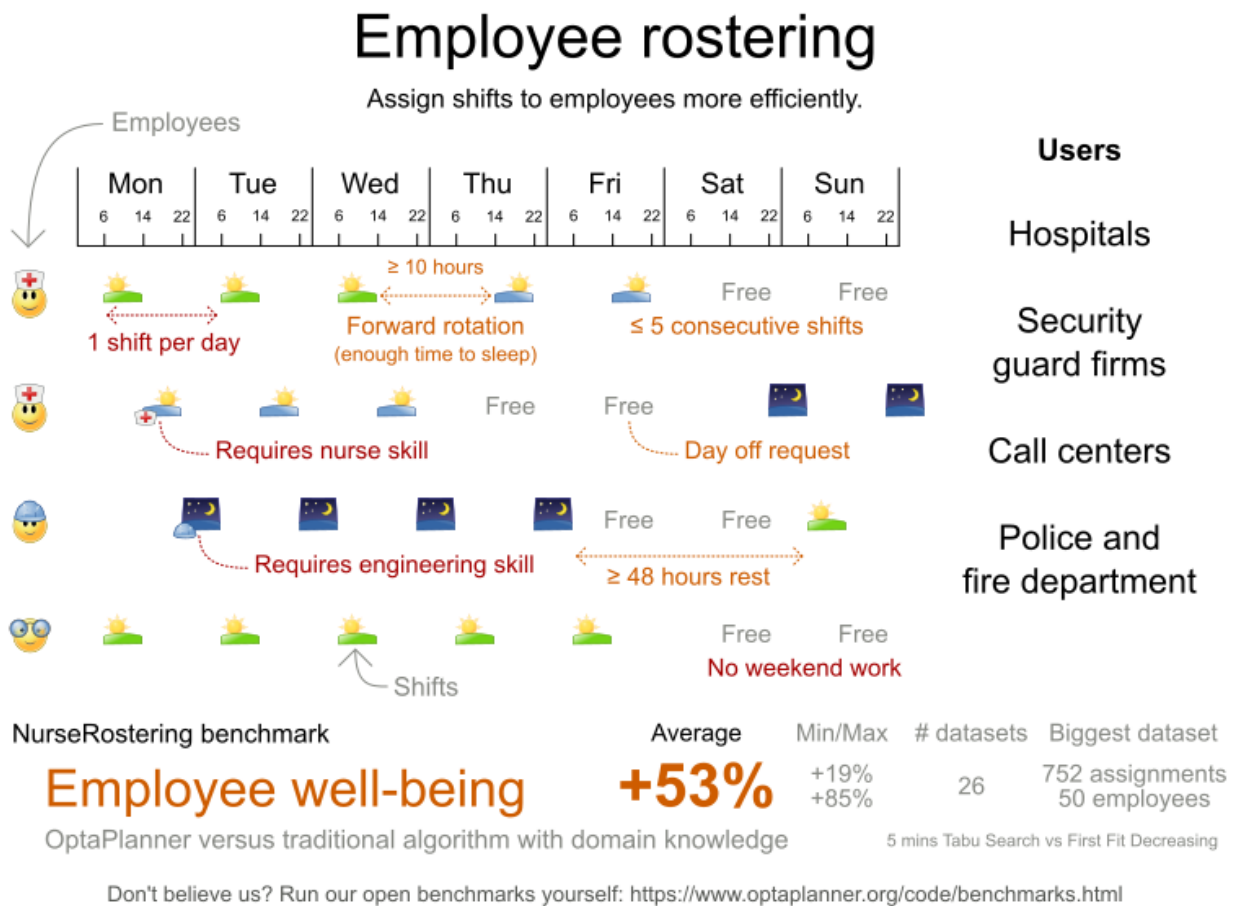 Employee rostering
Assign shifts to employees more efficiently.
Employees
Users
Mon Tue Wed Thu Fri Sat Sun
6 14 22 6 14 22 6 14 22 6 14 22 6 14 22 6 14 22 6 14 22
Hospitals
≥ 10 hours
Free Free
1 shift per day
Forward rotation
(enough time to sleep)
≤ 5 consecutive shifts
Security
guard firms
Free Free
Requires nurse skill
Day off request
Call centers
Free Free
Requires engineering skill
≥ 48 hours rest
Police and
fire department
Free Free
No weekend work
Shifts
NurseRostering benchmark
Average Min/Max # datasets Biggest dataset
Employee well-being
+53%
+19%
+85%
26
752 assignments
50 employees
OptaPlanner versus traditional algorithm with domain knowledge
5 mins Tabu Search vs First Fit Decreasing
Don't believe us? Run our open benchmarks yourself: https://www.optaplanner.org/code/benchmarks.html